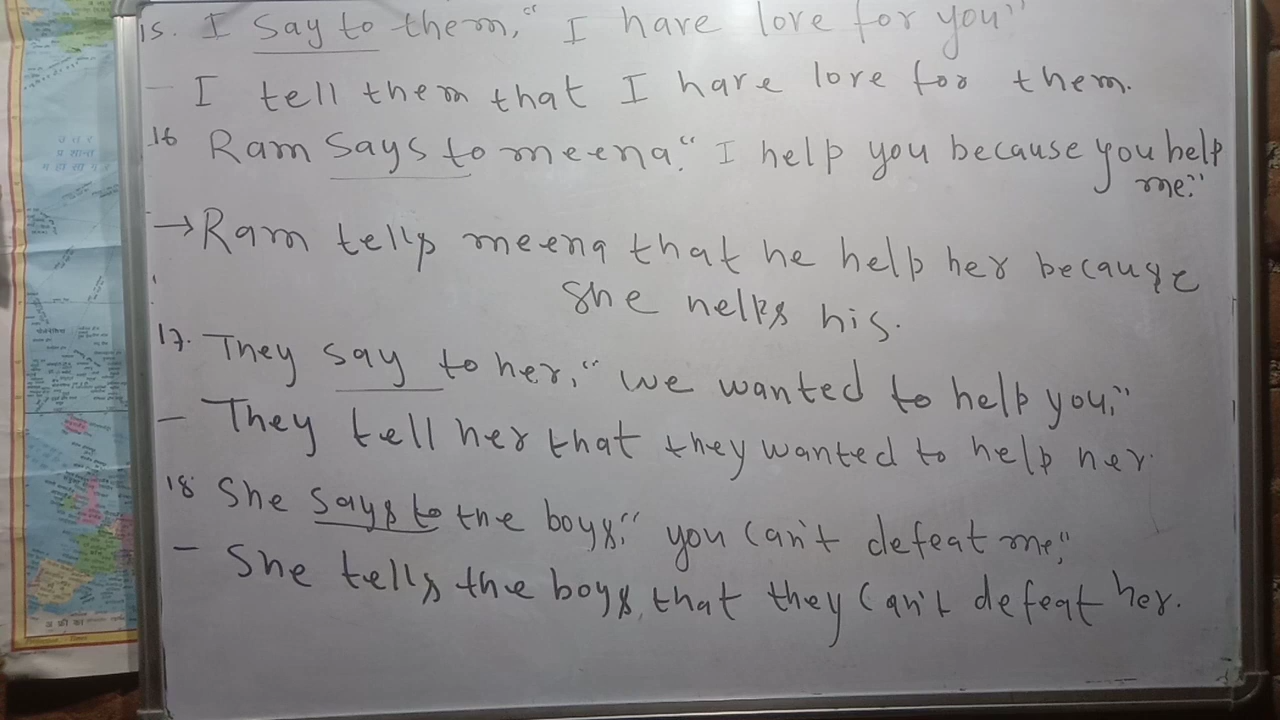 15. I say to them," I have love for you"
— I tell them that I have love for them.
16 Ram says to meena." I help you because you help
me."
→ Ram tells meena that he help her because
she helps his.
17. They say to her," we wanted to help you,"
— They tell her that they wanted to help her.
18 She says to the boys," you can't defeat me,"
— She tells the boys, that they can't defeat her.
उ त्त र
प्र शान्त
म हा सा ग र
अ फ्री का